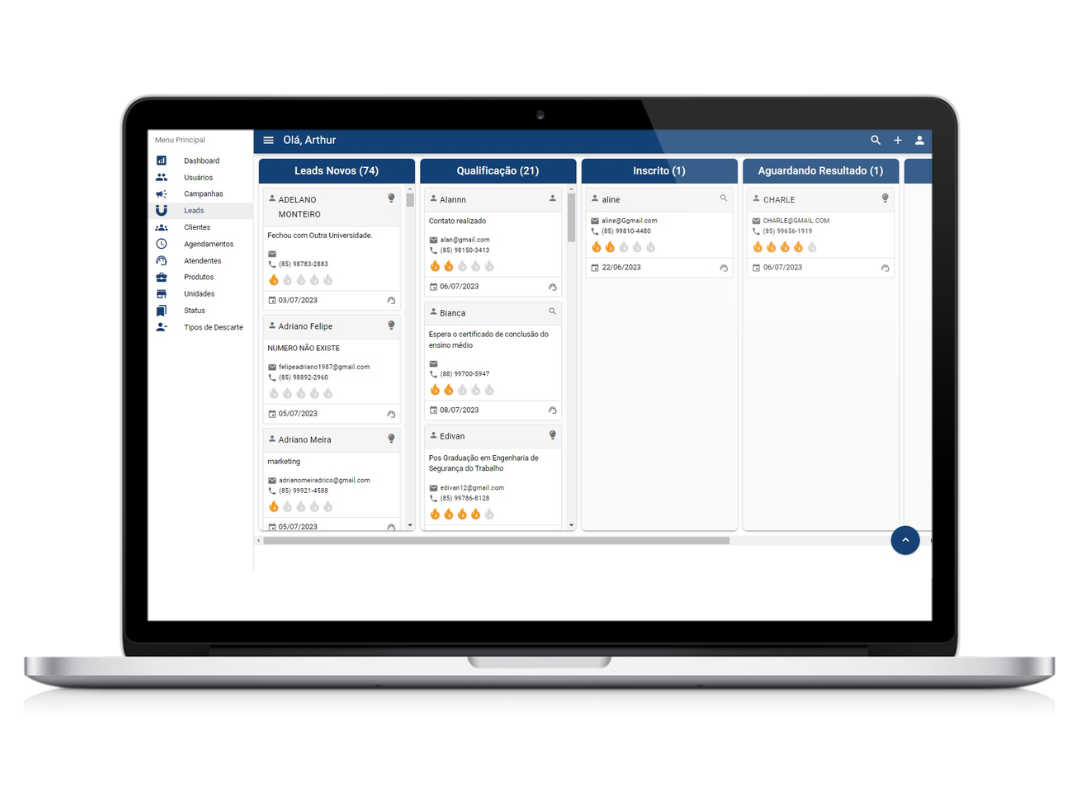 Menu Principal
Dashboard
Usuários
Campanhas
Leads
Clientes
Agendamentos
Atendentes
Produtos
Unidades
Status
Tipos de Descarte
Olá, Arthur
Leads Novos (74)
ADELANO
MONTEIRO
Fechou com Outra Universidade.
(85) 98783-2883
03/07/2023
Adriano Felipe
NUMERO NÃO EXISTE
felipeadriano1987@gmail.com
(85) 98892-2960
05/07/2023
Adriano Meira
marketing
adrianomeiradrico@gmail.com
(85) 99921-4588
05/07/2023
Qualificação (21)
Alannn
Contato realizado
alan@gmail.com
(85) 98150-3413
06/07/2023
Bianca
Espera o certificado de conclusão do
ensino médio
(88) 99700-5947
08/07/2023
Edivan
Pos Graduação em Engenharia de
Segurança do Trabalho
edivan12@gmail.com
(85) 99786-8128
Inscrito (1)
aline
aline@Ggmail.com
(85) 99810-4480
22/06/2023
Aguardando Resultado (1)
CHARLE
CHARLE@GMAIL.COM
(85) 99656-1919
06/07/2023